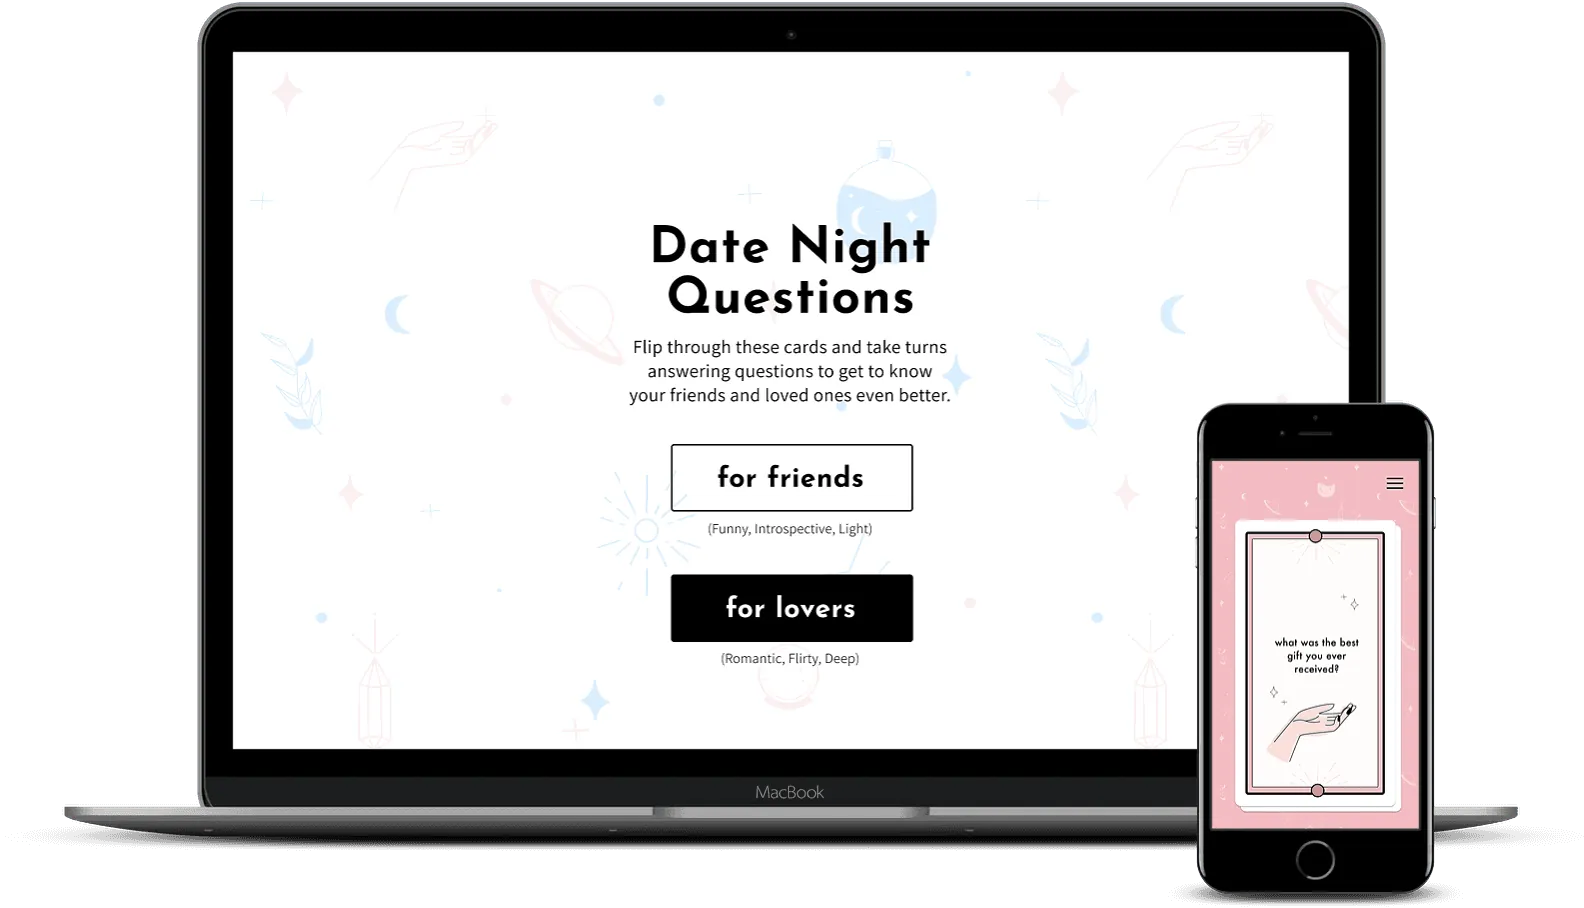 Date Night
Questions
Flip through these cards and take turns
answering questions to get to know
your friends and loved ones even better.
for friends
(Funny, Introspective, Light)
for lovers
(Romantic, Flirty, Deep)
MacBook
what was the best
gift you ever
received?